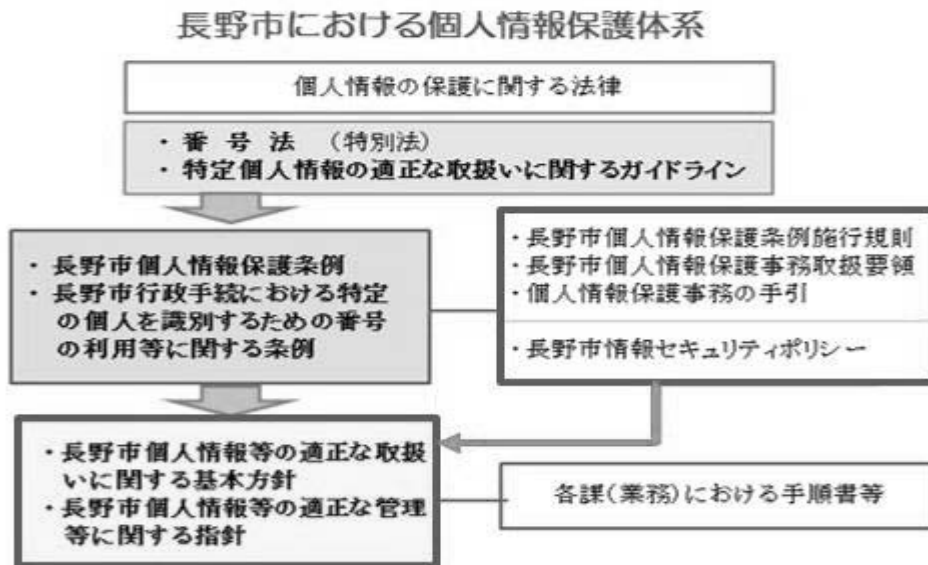 長野市における個人情報保護体系
個人情報の保護に関する法律
・番 号 法 (特別法)
・特定個人情報の適正な取扱いに関するガイドライン
・長野市個人情報保護条例
・長野市行政手続における特定
の個人を識別するための番号
の利用等に関する条例
・長野市個人情報保護条例施行規則
・長野市個人情報保護事務取扱要領
・個人情報保護事務の手引
・長野市情報セキュリティポリシー
・長野市個人情報等の適正な取扱
いに関する基本方針
・長野市個人情報等の適正な管理
等に関する指針
各課(業務)における手順書等